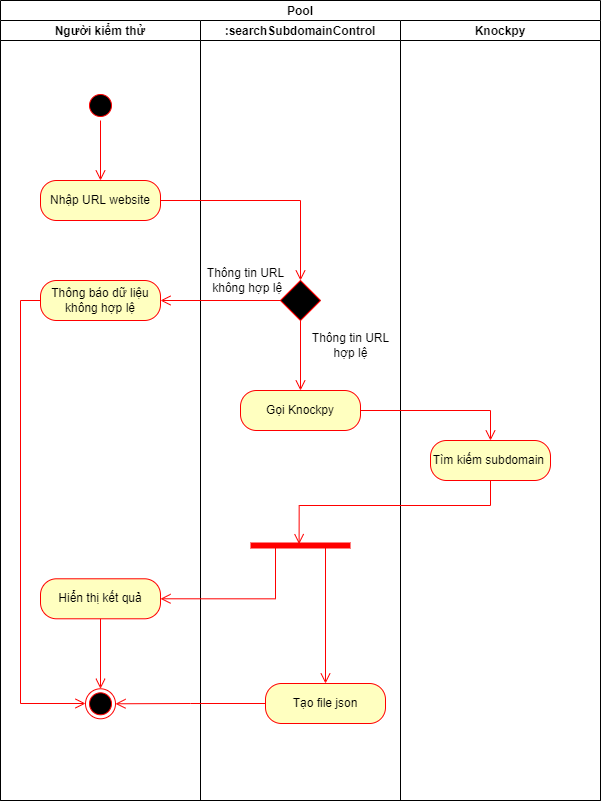 Pool
Người kiểm thử
:searchSubdomainControl
Knockpy
Nhập URL website
Thông tin URL
không hợp lệ
Thông báo dữ liệu
không hợp lệ
Thông tin URL
hợp lệ
Gọi Knockpy
Tìm kiếm subdomain
Hiển thị kết quả
Tạo file json